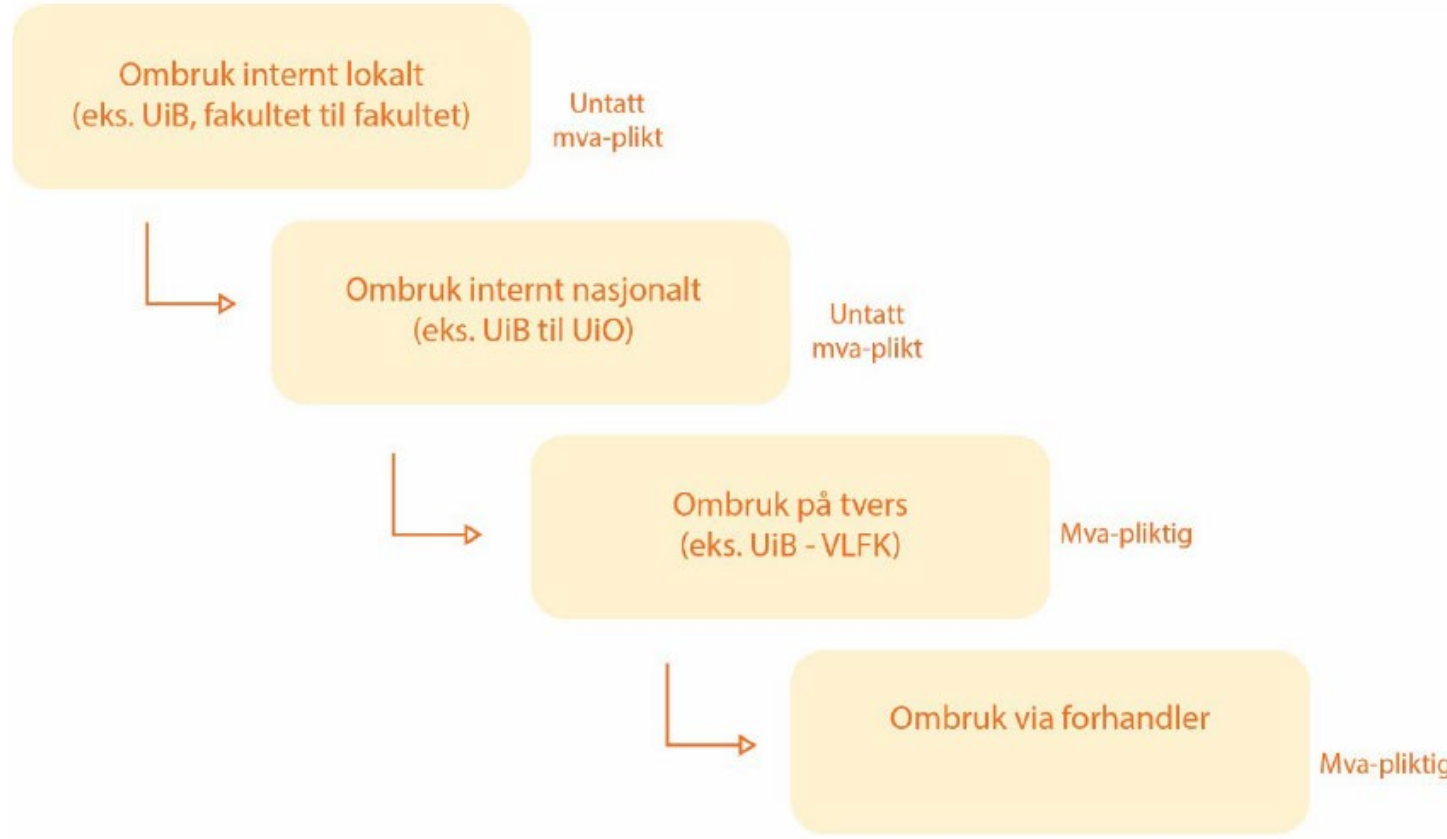 Ombruk internt lokalt
(eks. UiB, fakultet til fakultet)
Untatt
mva-plikt
Ombruk internt nasjonalt
(eks. UiB til UiO)
Untatt
mva-plikt
Ombruk på tvers
(eks. UiB - VLFK)
Mva-pliktig
Ombruk via forhandler
Mva-pliktig